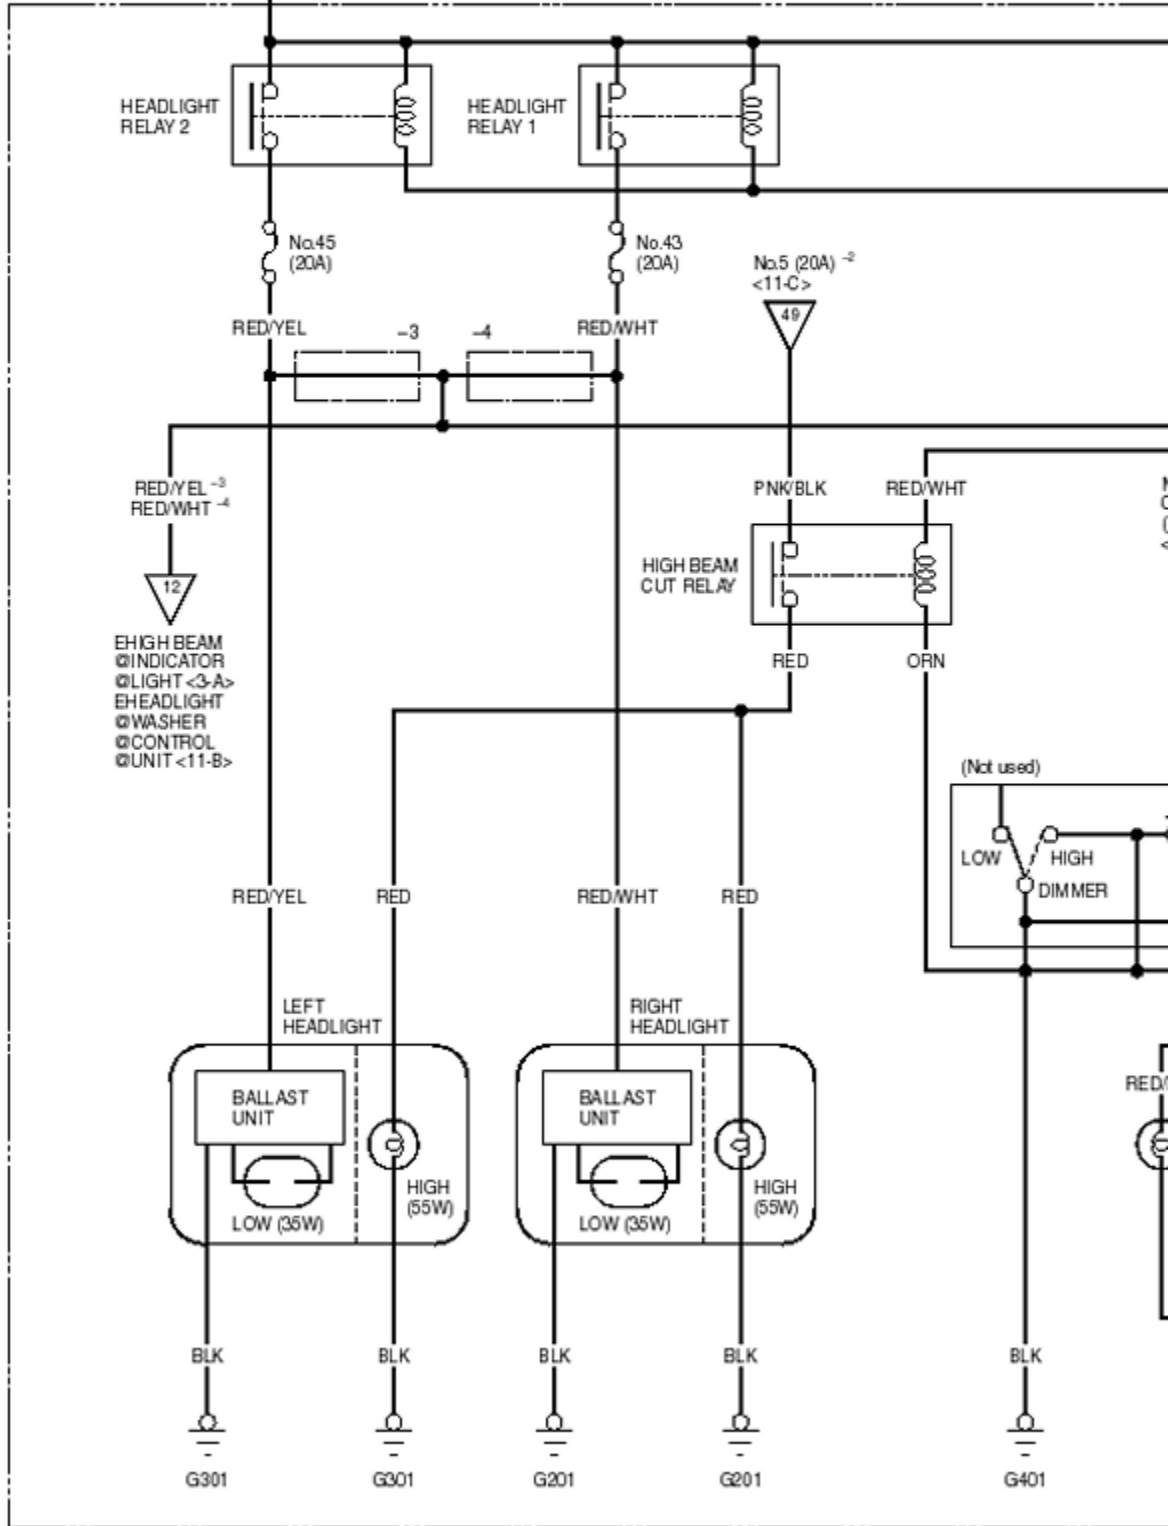 HEADLIGHT
RELAY 2
HEADLIGHT
RELAY 1
No.45
(20A)
No.43
(20A)
No.5 (20A) –2
<11-C>
49
RED/YEL
–3
–4
RED/WHT
RED/YEL –3
RED/WHT –4
PNK/BLK
RED/WHT
12
HIGH BEAM
CUT RELAY
EHIGH BEAM
@INDICATOR
@LIGHT <3-A>
EHEADLIGHT
@WASHER
@CONTROL
@UNIT <11-B>
RED
ORN
(Not used)
LOW
HIGH
DIMMER
RED/YEL
RED
RED/WHT
RED
LEFT
HEADLIGHT
RIGHT
HEADLIGHT
BALLAST
UNIT
BALLAST
UNIT
RED/
HIGH
(55W)
HIGH
(55W)
LOW (35W)
LOW (35W)
BLK
BLK
BLK
BLK
BLK
G301
G301
G201
G201
G401